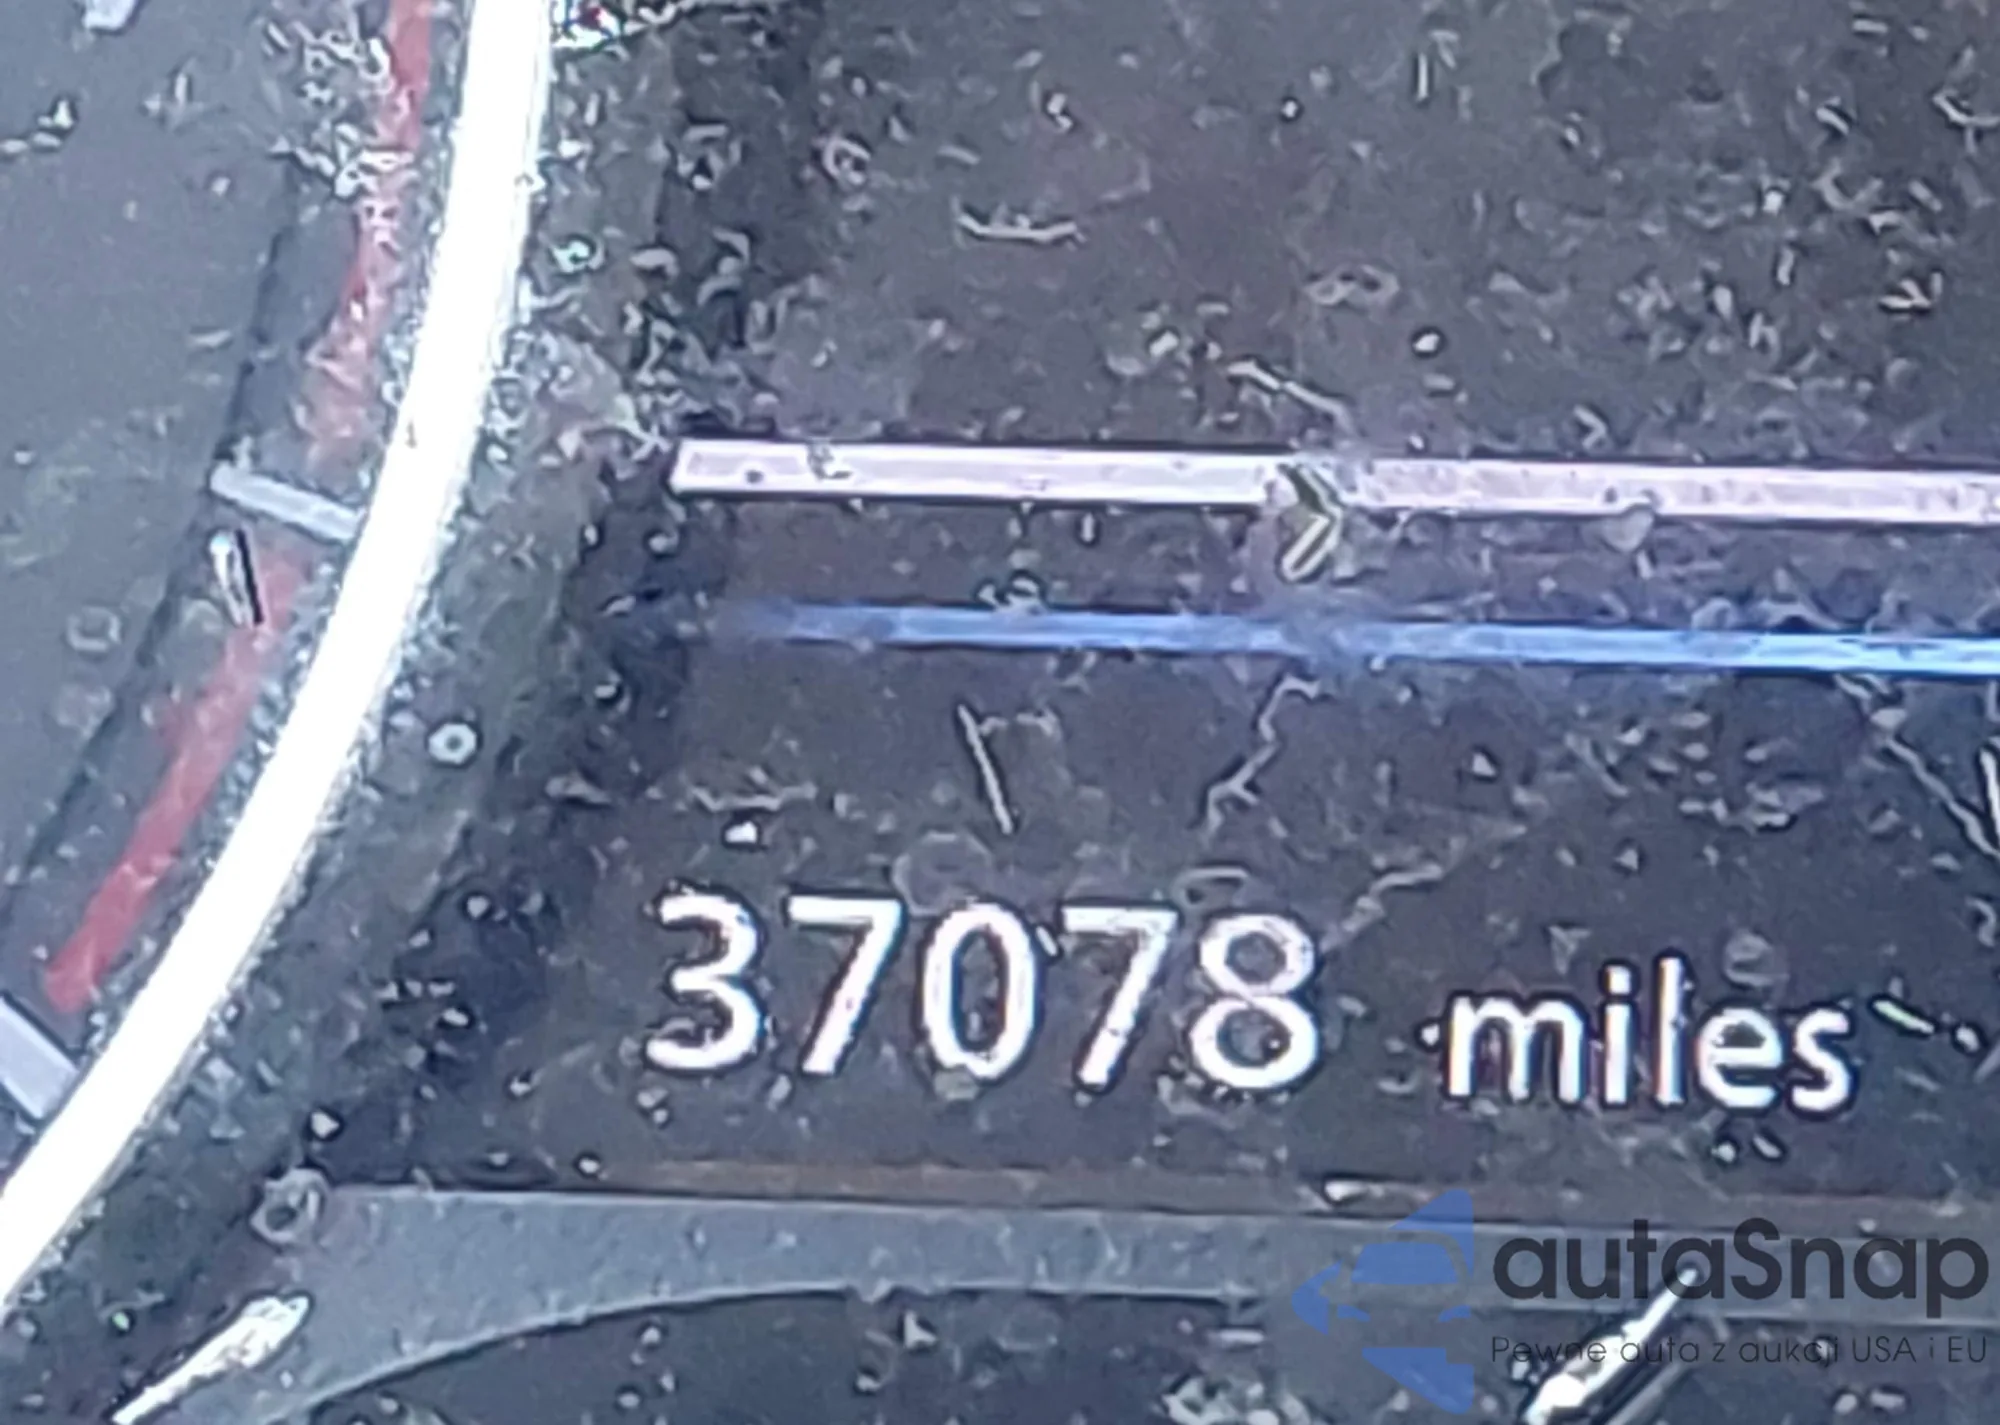 37078 miles
autaSnap
Pewne auta z aukcji USA i EU